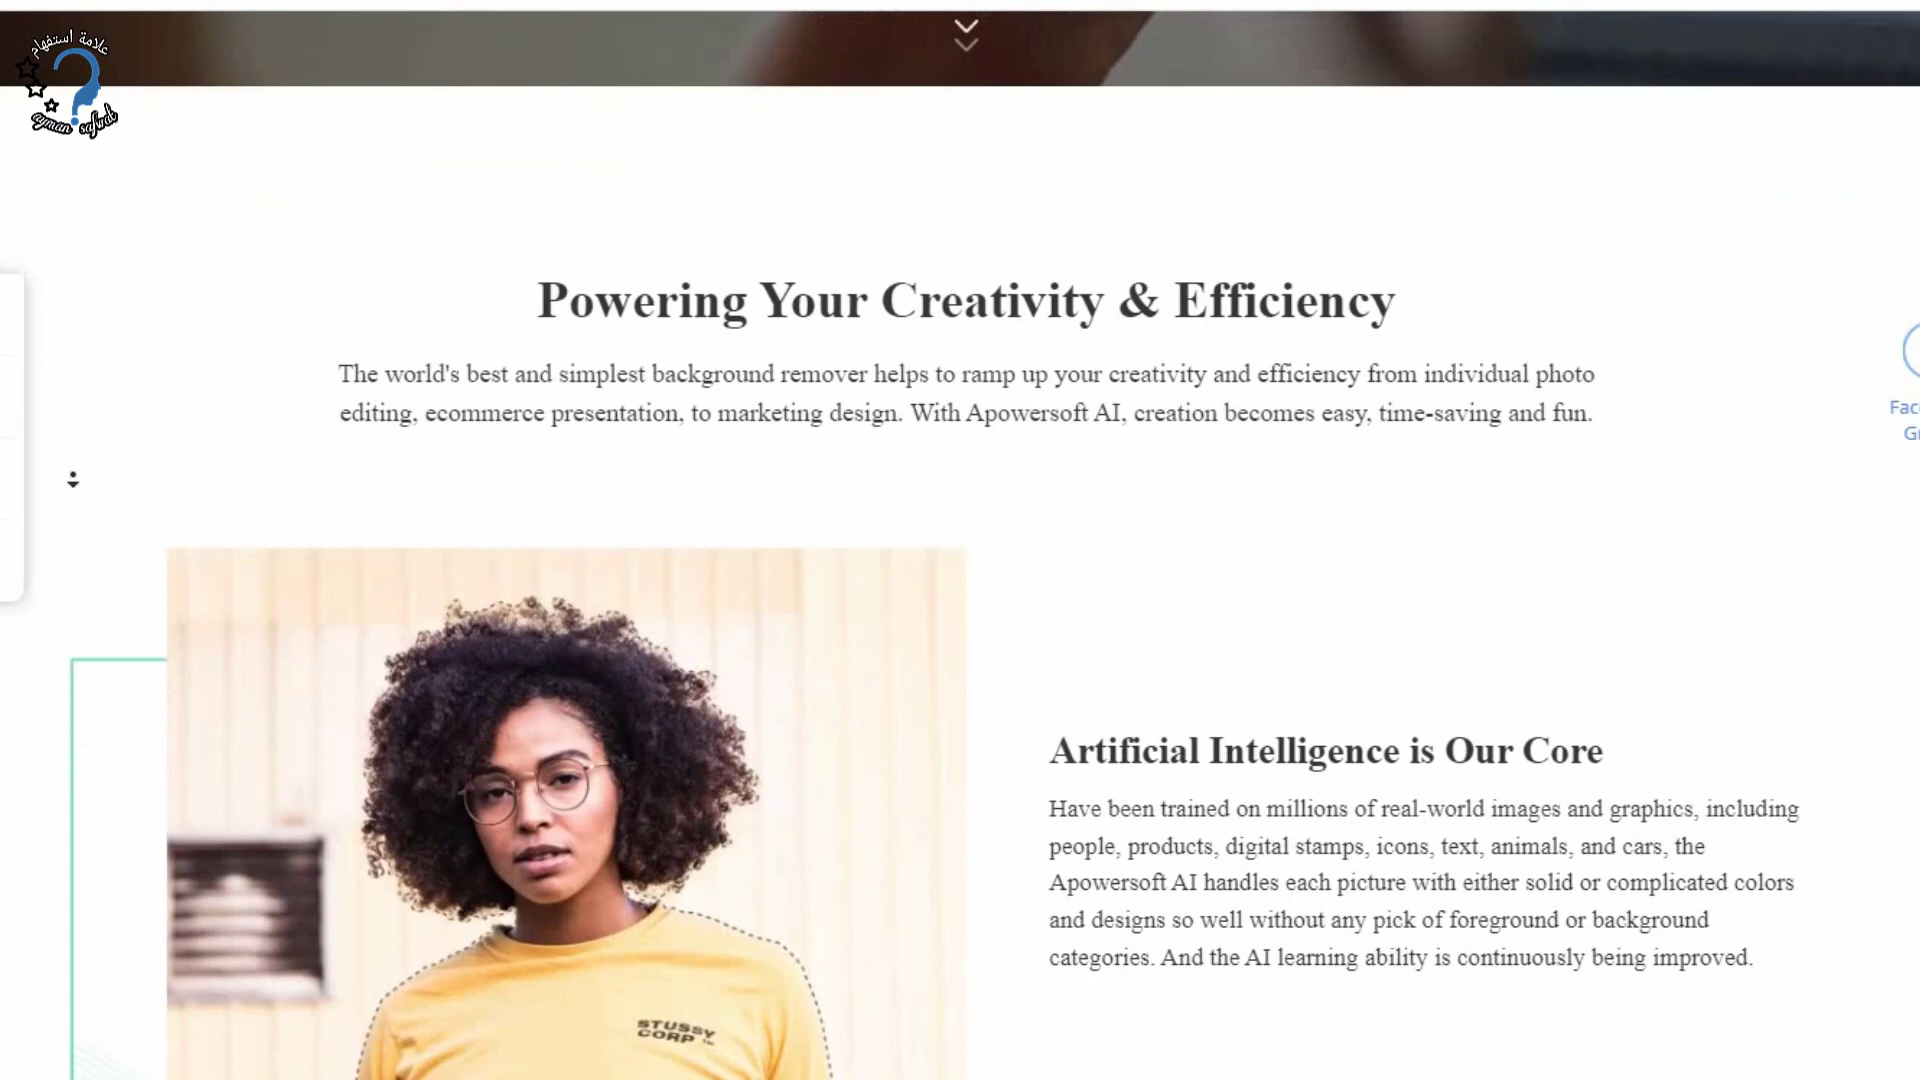 علامة استفهام
ayman safwat
Powering Your Creativity & Efficiency
The world's best and simplest background remover helps to ramp up your creativity and efficiency from individual photo
editing, ecommerce presentation, to marketing design. With Apowersoft AI, creation becomes easy, time-saving and fun.
Artificial Intelligence is Our Core
Have been trained on millions of real-world images and graphics, including
people, products, digital stamps, icons, text, animals, and cars, the
Apowersoft AI handles each picture with either solid or complicated colors
and designs so well without any pick of foreground or background
categories. And the AI learning ability is continuously being improved.
STUSSY
CORP ™